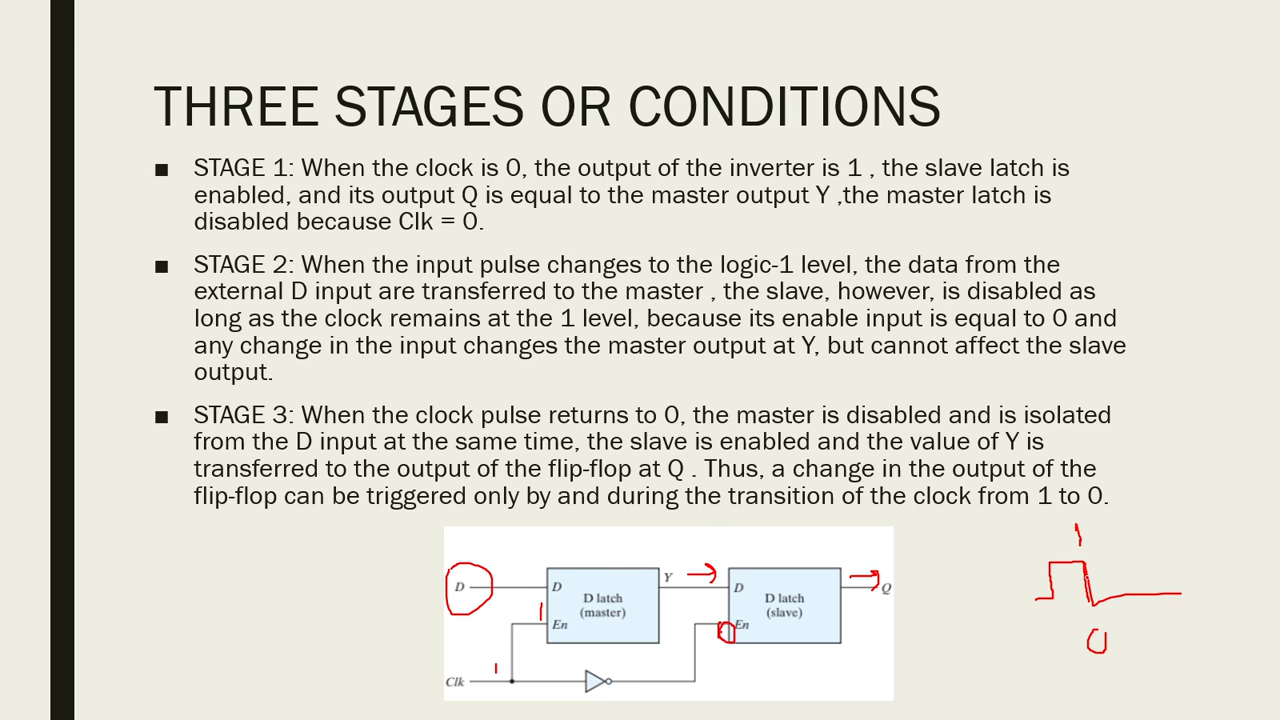 THREE STAGES OR CONDITIONS
■ STAGE 1: When the clock is 0, the output of the inverter is 1 , the slave latch is
enabled, and its output Q is equal to the master output Y ,the master latch is
disabled because Clk = 0.
■ STAGE 2: When the input pulse changes to the logic-1 level, the data from the
external D input are transferred to the master , the slave, however, is disabled as
long as the clock remains at the 1 level, because its enable input is equal to 0 and
any change in the input changes the master output at Y, but cannot affect the slave
output.
■ STAGE 3: When the clock pulse returns to 0, the master is disabled and is isolated
from the D input at the same time, the slave is enabled and the value of Y is
transferred to the output of the flip-flop at Q . Thus, a change in the output of the
flip-flop can be triggered only by and during the transition of the clock from 1 to 0.
1
Y
D D D Q
D latch D latch
(master) (slave)
1 En 0 En
0
1
Clk